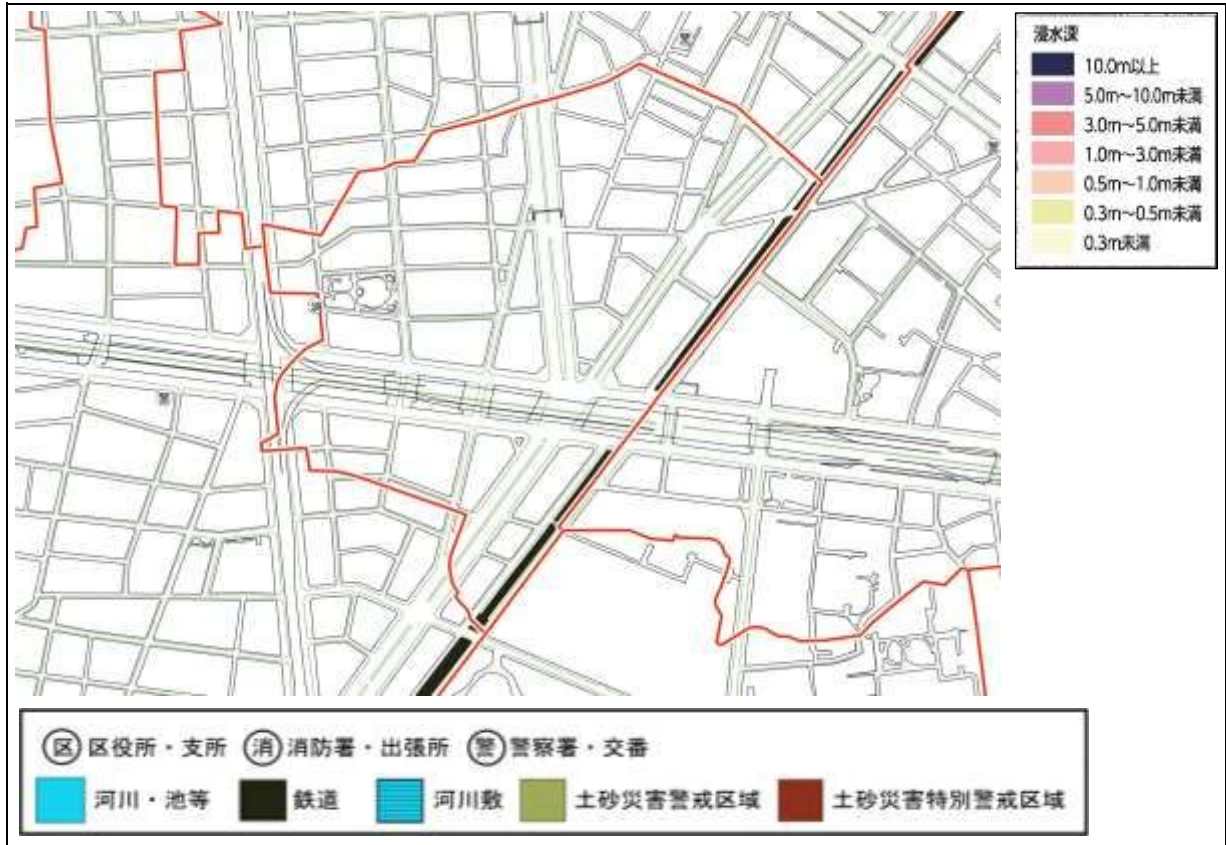 浸水深
10.0m以上
5.0m～10.0m未満
3.0m～5.0m未満
1.0m～3.0m未満
0.5m～1.0m未満
0.3m～0.5m未満
0.3m未満
区 区役所・支所 消 消防署・出張所 警 警察署・交番
河川・池等 鉄道 河川敷 土砂災害警戒区域 土砂災害特別警戒区域